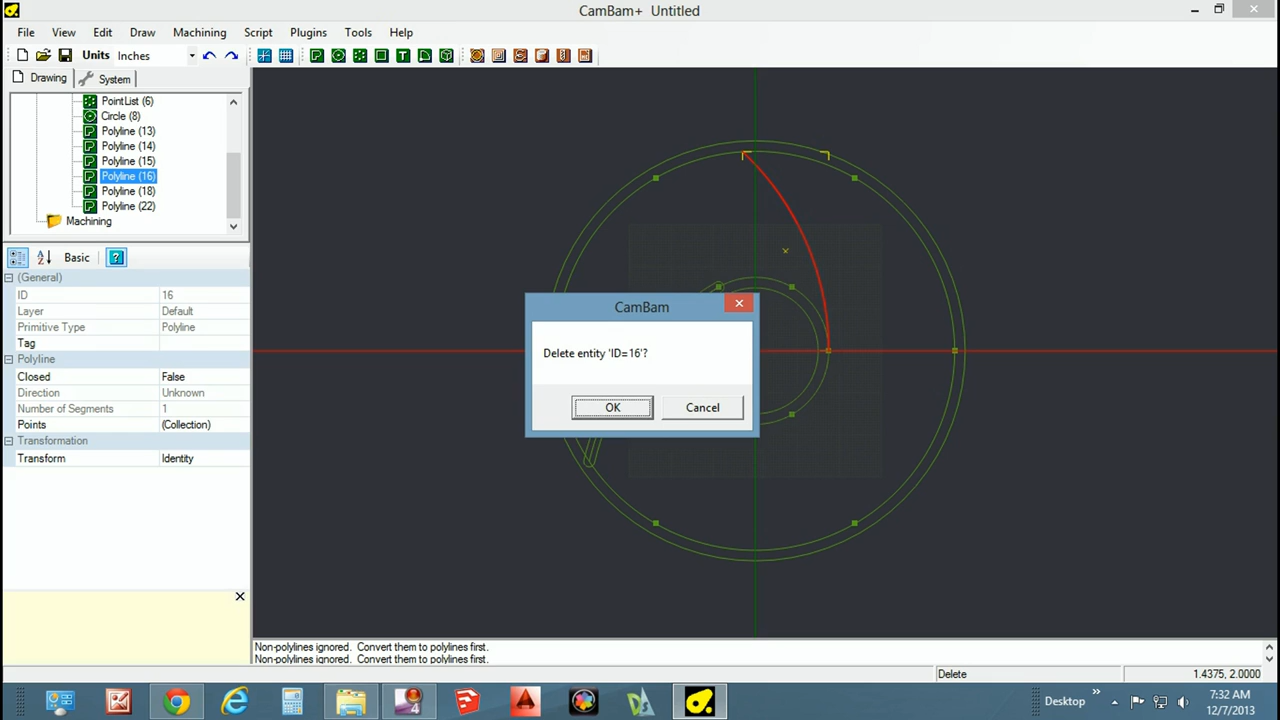 CamBam+ Untitled
File View Edit Draw Machining Script Plugins Tools Help
Units Inches
Drawing System
PointList (6)
Circle (8)
Polyline (13)
Polyline (14)
Polyline (15)
Polyline (16)
Polyline (18)
Polyline (22)
Machining
Basic
(General)
ID 16
Layer Default
Primitive Type Polyline
Tag
Polyline
Closed False
Direction Unknown
Number of Segments 1
Points (Collection)
Transformation
Transform Identity
CamBam
Delete entity 'ID=16'?
OK Cancel
Non-polylines ignored. Convert them to polylines first.
Non-polylines ignored. Convert them to polylines first.
Delete 1.4375, 2.0000
Desktop
7:32 AM
12/7/2013